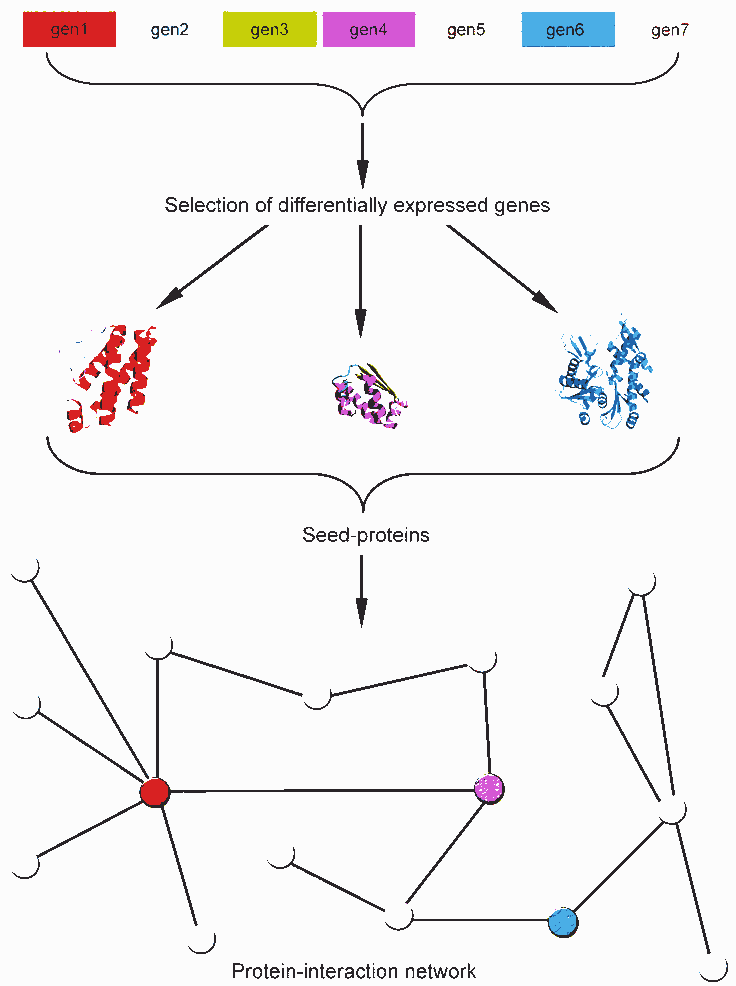 gen1 gen2 gen3 gen4 gen5 gen6 gen7
Selection of differentially expressed genes
Seed-proteins
Protein-interaction network